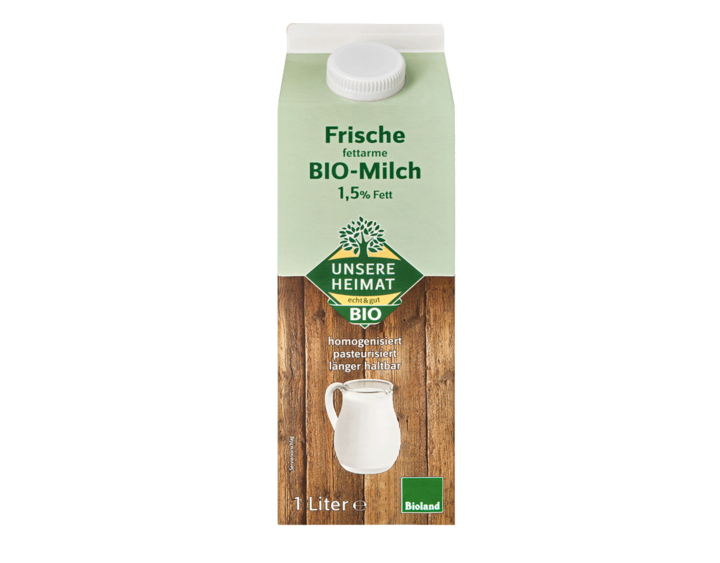 Frische
fettarme
BIO-Milch
1,5% Fett
UNSERE
HEIMAT
echt & gut
BIO
homogenisiert
pasteurisiert
länger haltbar
Serviervorschlag
1 Liter ℮
Bioland